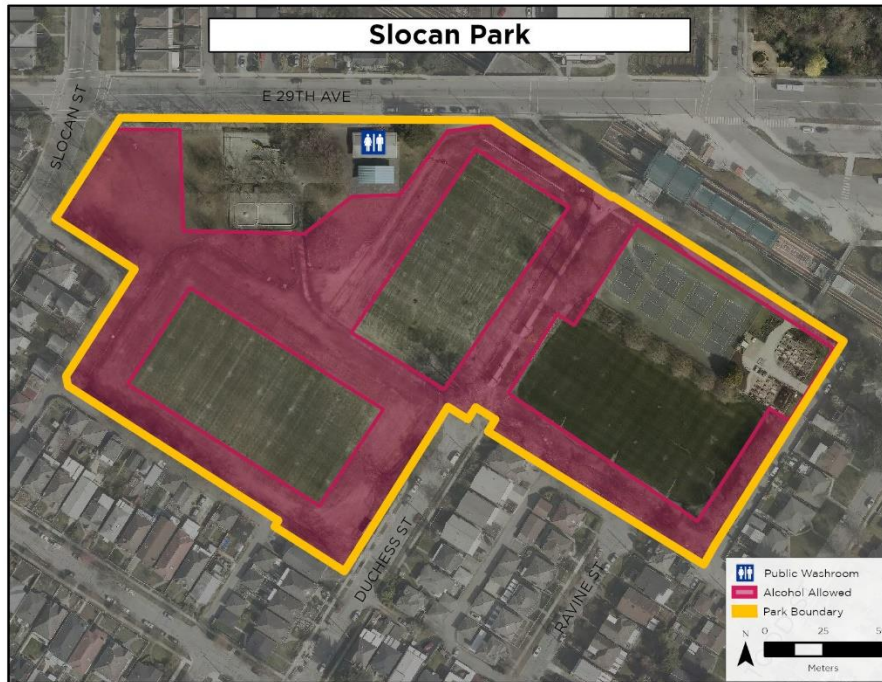 Slocan Park
E 29TH AVE
SLOCAN ST
DUCHESS ST
RAVINE ST
Public Washroom
Alcohol Allowed
Park Boundary
N
0 25
Meters